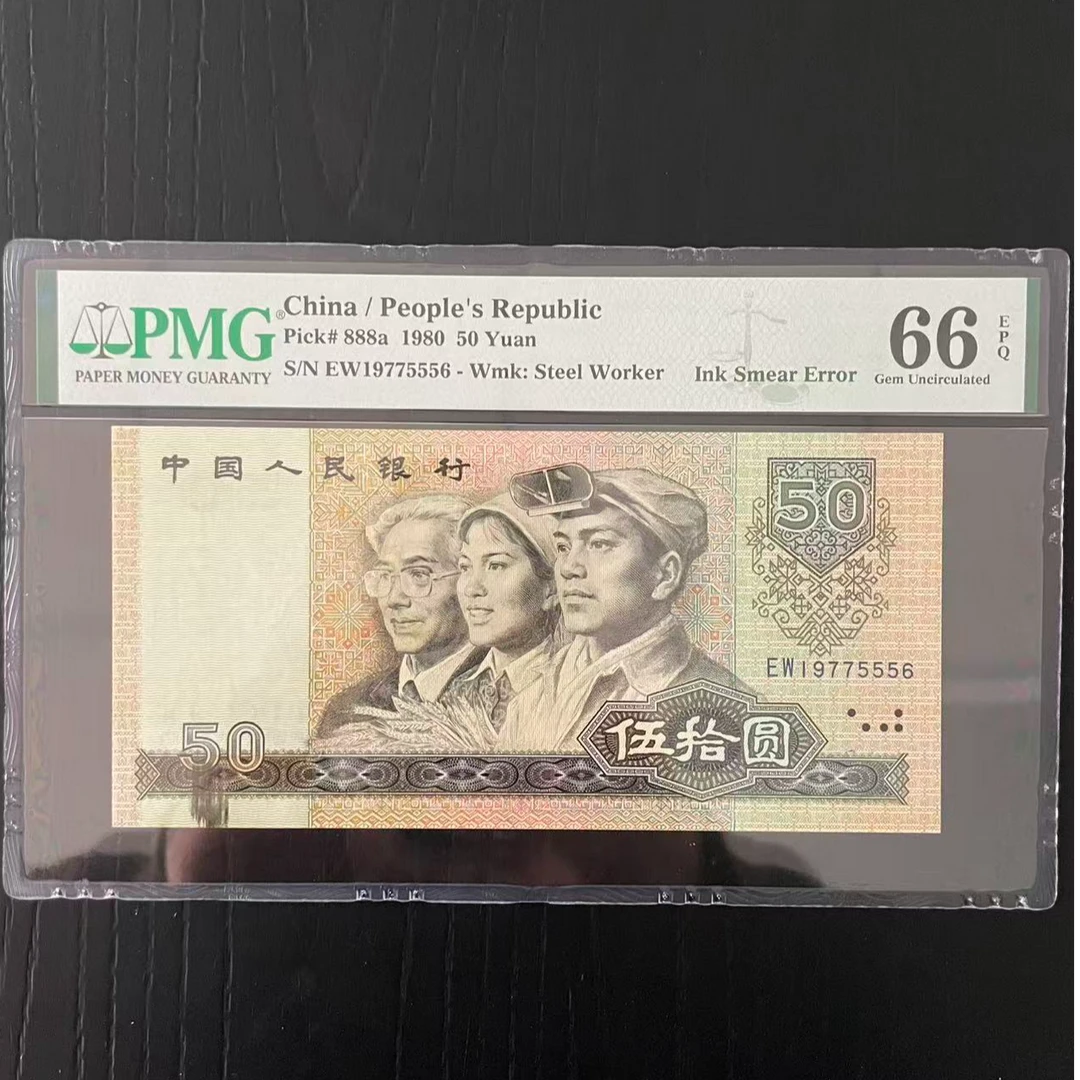 PMG®
PAPER MONEY GUARANTY
China / People's Republic
Pick# 888a 1980 50 Yuan
S/N EW19775556 - Wmk: Steel Worker
Ink Smear Error
66
EPQ
Gem Uncirculated
中国人民银行
50
EW19775556
50
伍拾圆